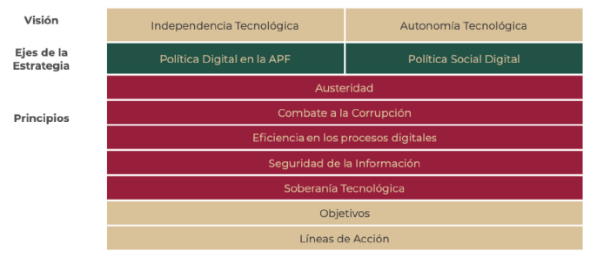 Visión
Independencia Tecnológica
Autonomía Tecnológica
Ejes de la
Estrategia
Política Digital en la APF
Política Social Digital
Principios
Austeridad
Combate a la Corrupción
Eficiencia en los procesos digitales
Seguridad de la Información
Soberanía Tecnológica
Objetivos
Líneas de Acción